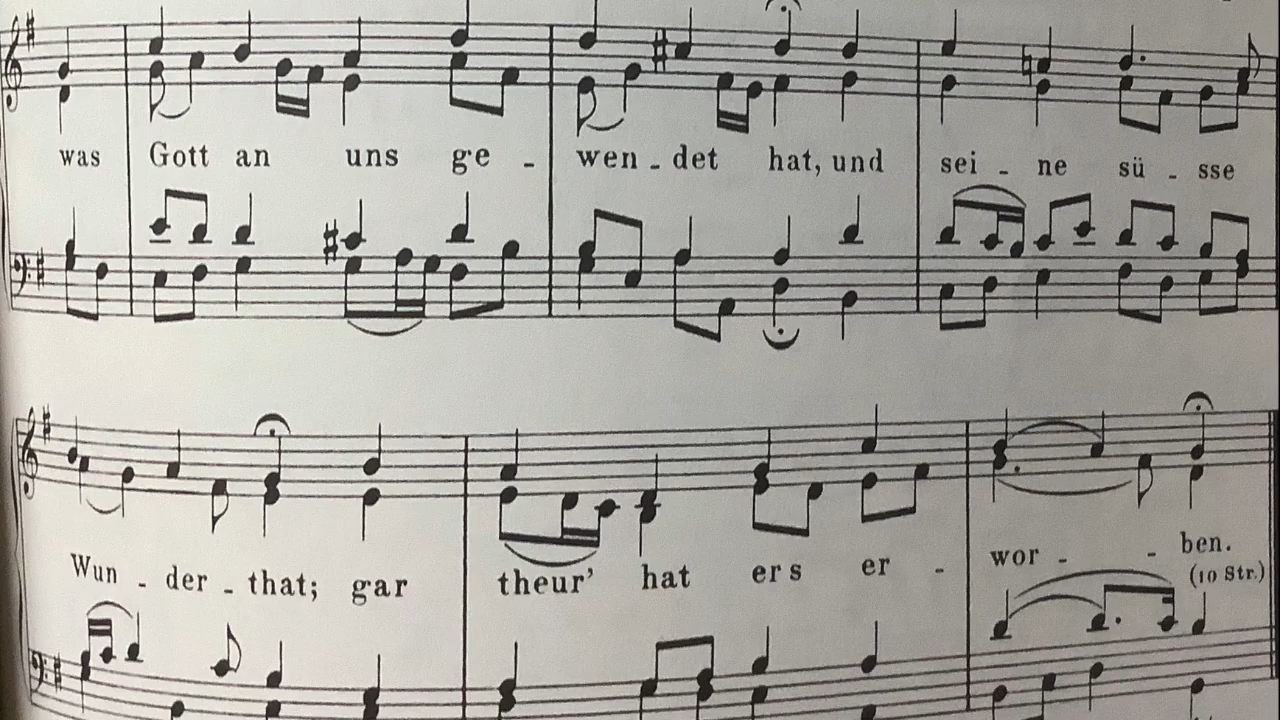 was Gott an uns ge - wen - det hat, und sei - ne sü - sse
Wun - der - that; gar theur' hat ers er - wor - - ben.
(10 Str.)